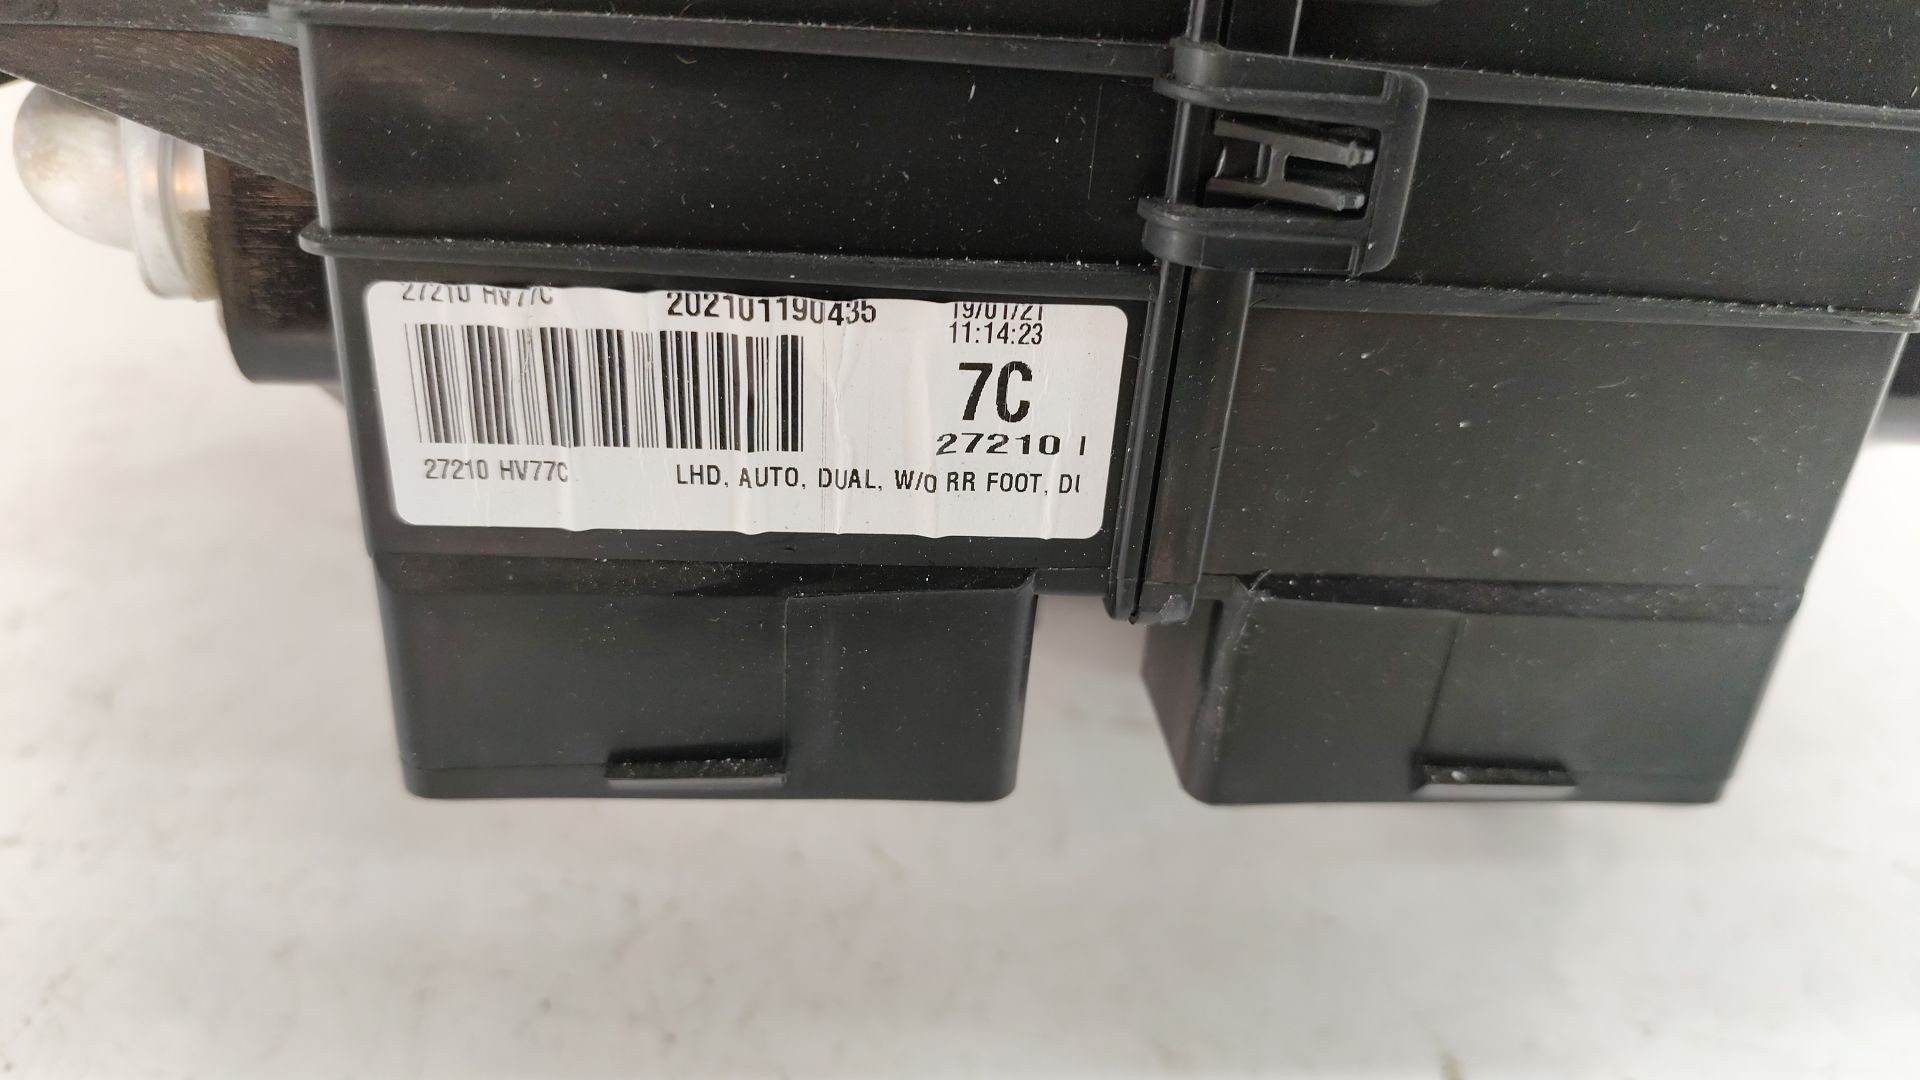 27210 HV77C 202101190435 19/01/21
11:14:23
7C
27210
27210 HV77C LHD, AUTO, DUAL, W/O RR FOOT,